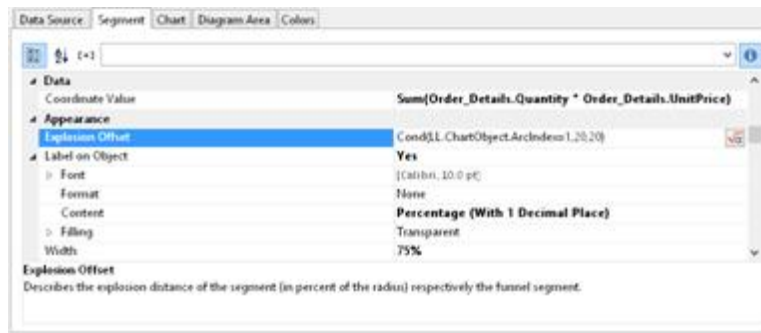 Data Source Segment Chart Diagram Area Colors
Data
Coordinate Value Sum(Order_Details.Quantity * Order_Details.UnitPrice)
Appearance
Explosion Offset Cond(LL.ChartObject.ArcIndex=1,20,20)
Label on Object Yes
Font [Calibri, 10.0 pt]
Format None
Content Percentage (With 1 Decimal Place)
Filling Transparent
Width 75%
Explosion Offset
Describes the explosion distance of the segment (in percent of the radius) respectively the funnel segment.